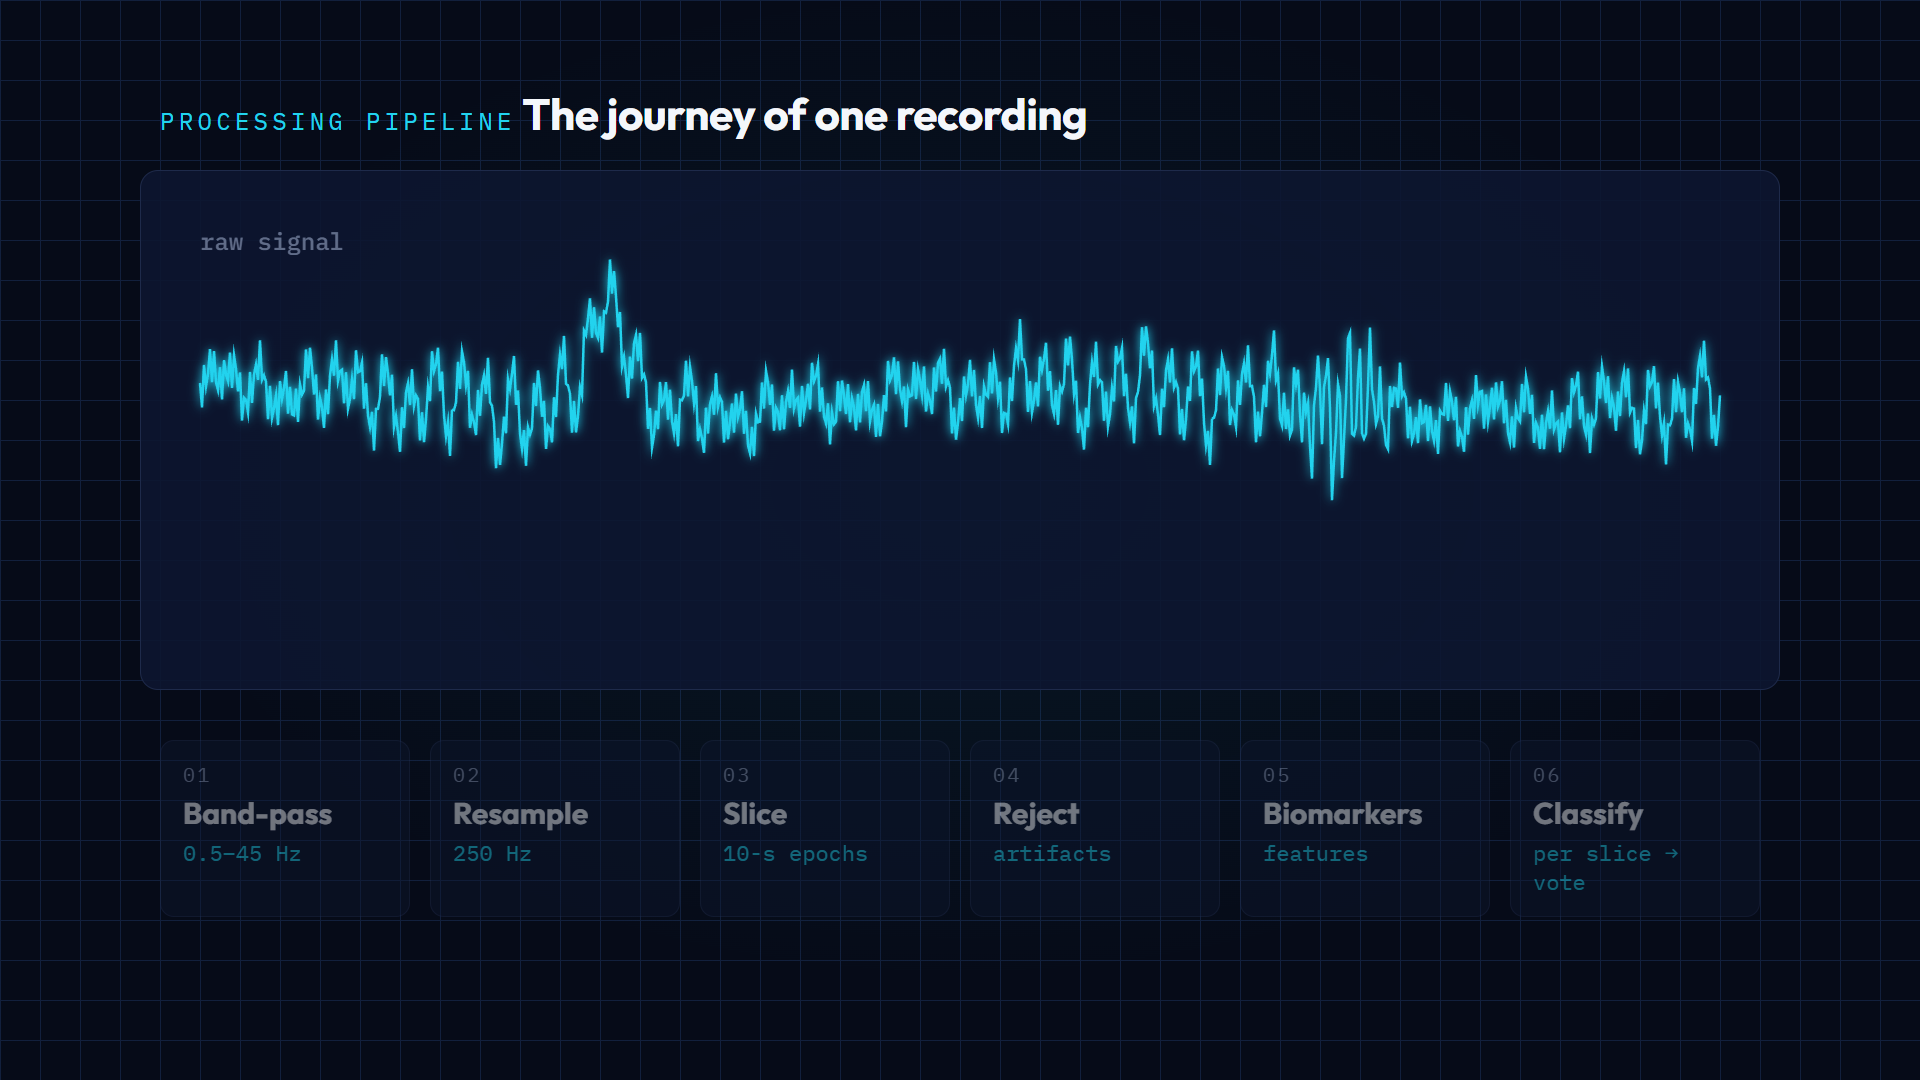 PROCESSING PIPELINE The journey of one recording
raw signal
01
Band-pass
0.5–45 Hz
02
Resample
250 Hz
03
Slice
10-s epochs
04
Reject
artifacts
05
Biomarkers
features
06
Classify
per slice →
vote